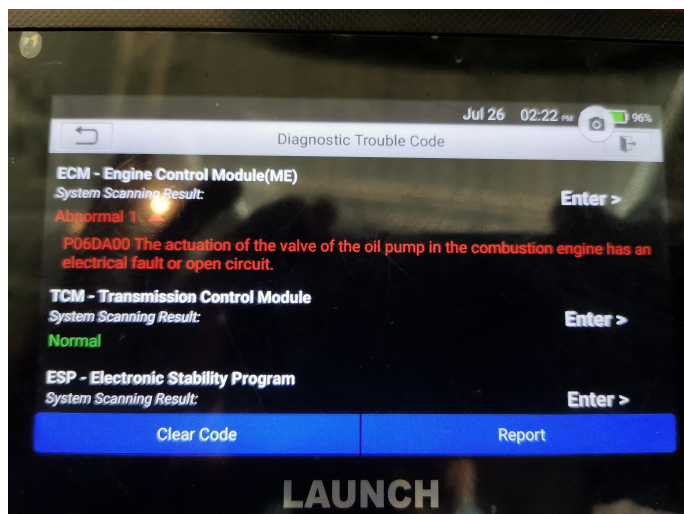 Jul 26 02:22 PM 96%
Diagnostic Trouble Code
ECM - Engine Control Module(ME)
System Scanning Result:
Enter >
Abnormal 1
P06DA00 The actuation of the valve of the oil pump in the combustion engine has an
electrical fault or open circuit.
TCM - Transmission Control Module
System Scanning Result:
Enter >
Normal
ESP - Electronic Stability Program
System Scanning Result:
Enter >
Clear Code
Report
LAUNCH